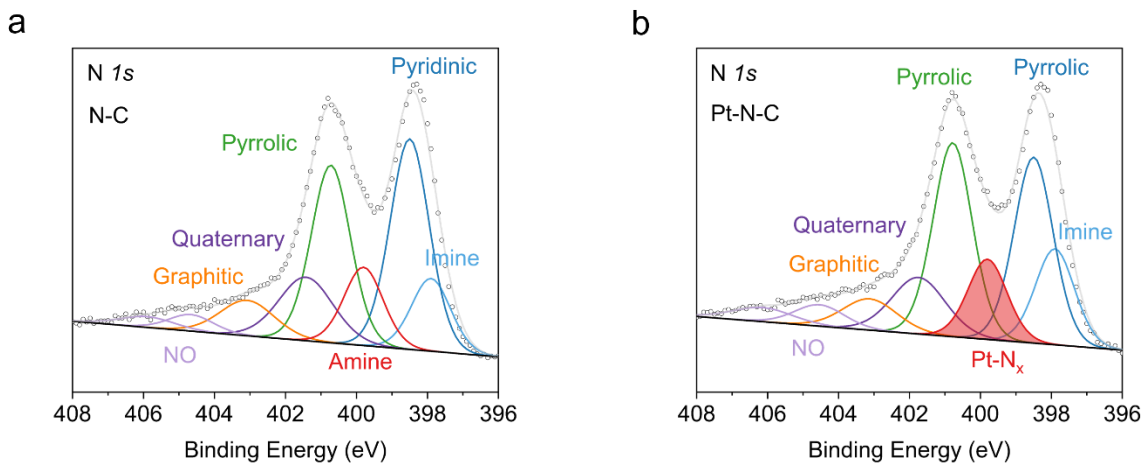 a
N 1s
N-C
Pyridinic
Pyrrolic
Quaternary
Graphitic
Imine
NO
Amine
408 406 404 402 400 398 396
Binding Energy (eV)
b
N 1s
Pt-N-C
Pyrrolic
Pyrrolic
Quaternary
Imine
Graphitic
NO
Pt-Nₓ
408 406 404 402 400 398 396
Binding Energy (eV)